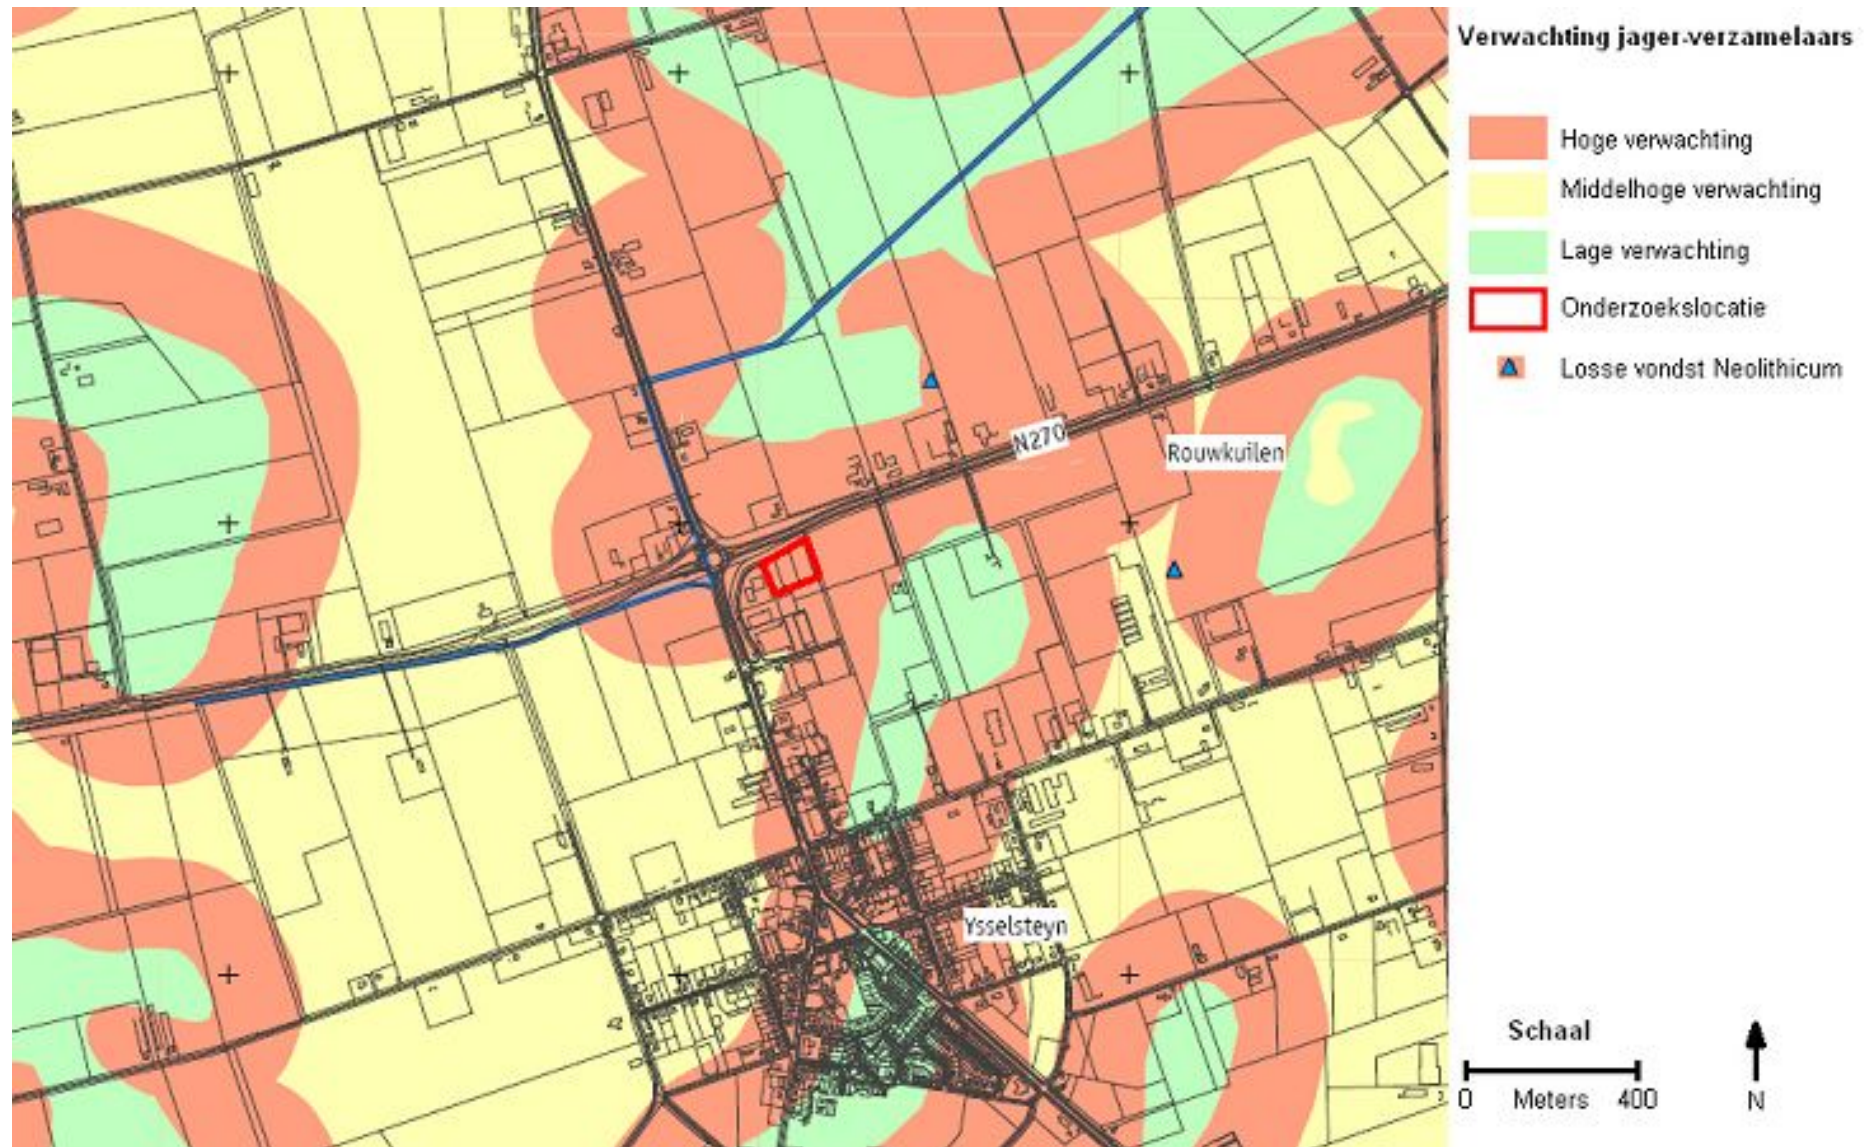 Verwachting jager-verzamelaars
Hoge verwachting
Middelhoge verwachting
Lage verwachting
Onderzoekslocatie
Losse vondst Neolithicum
N270
Rouwkuilen
Ysselsteyn
Schaal
0 Meters 400
N